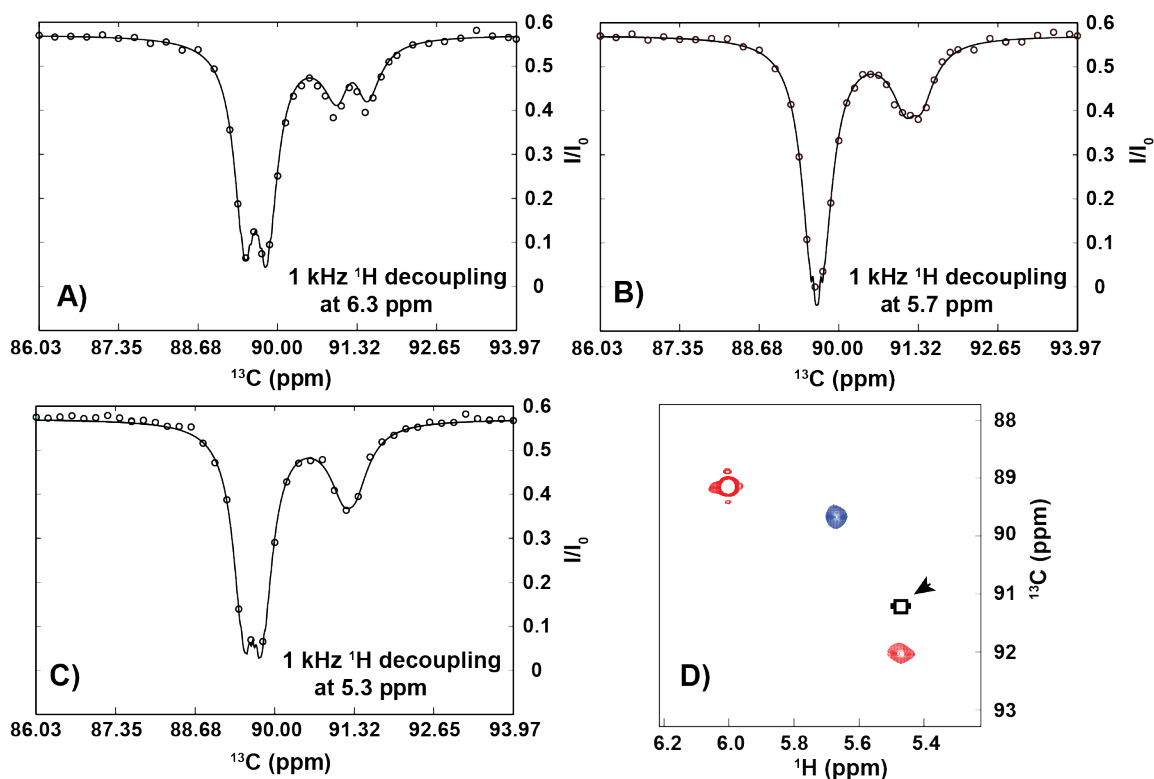 0.6
0.5
0.4
0.3
0.2
0.1
0
I/I0
A)
1 kHz 1H decoupling
at 6.3 ppm
86.03 87.35 88.68 90.00 91.32 92.65 93.97
13C (ppm)
0.6
0.5
0.4
0.3
0.2
0.1
0
I/I0
B)
1 kHz 1H decoupling
at 5.7 ppm
86.03 87.35 88.68 90.00 91.32 92.65 93.97
13C (ppm)
0.6
0.5
0.4
0.3
0.2
0.1
0
I/I0
C)
1 kHz 1H decoupling
at 5.3 ppm
86.03 87.35 88.68 90.00 91.32 92.65 93.97
13C (ppm)
88
89
90
91
92
93
13C (ppm)
D)
6.2 6.0 5.8 5.6 5.4
1H (ppm)